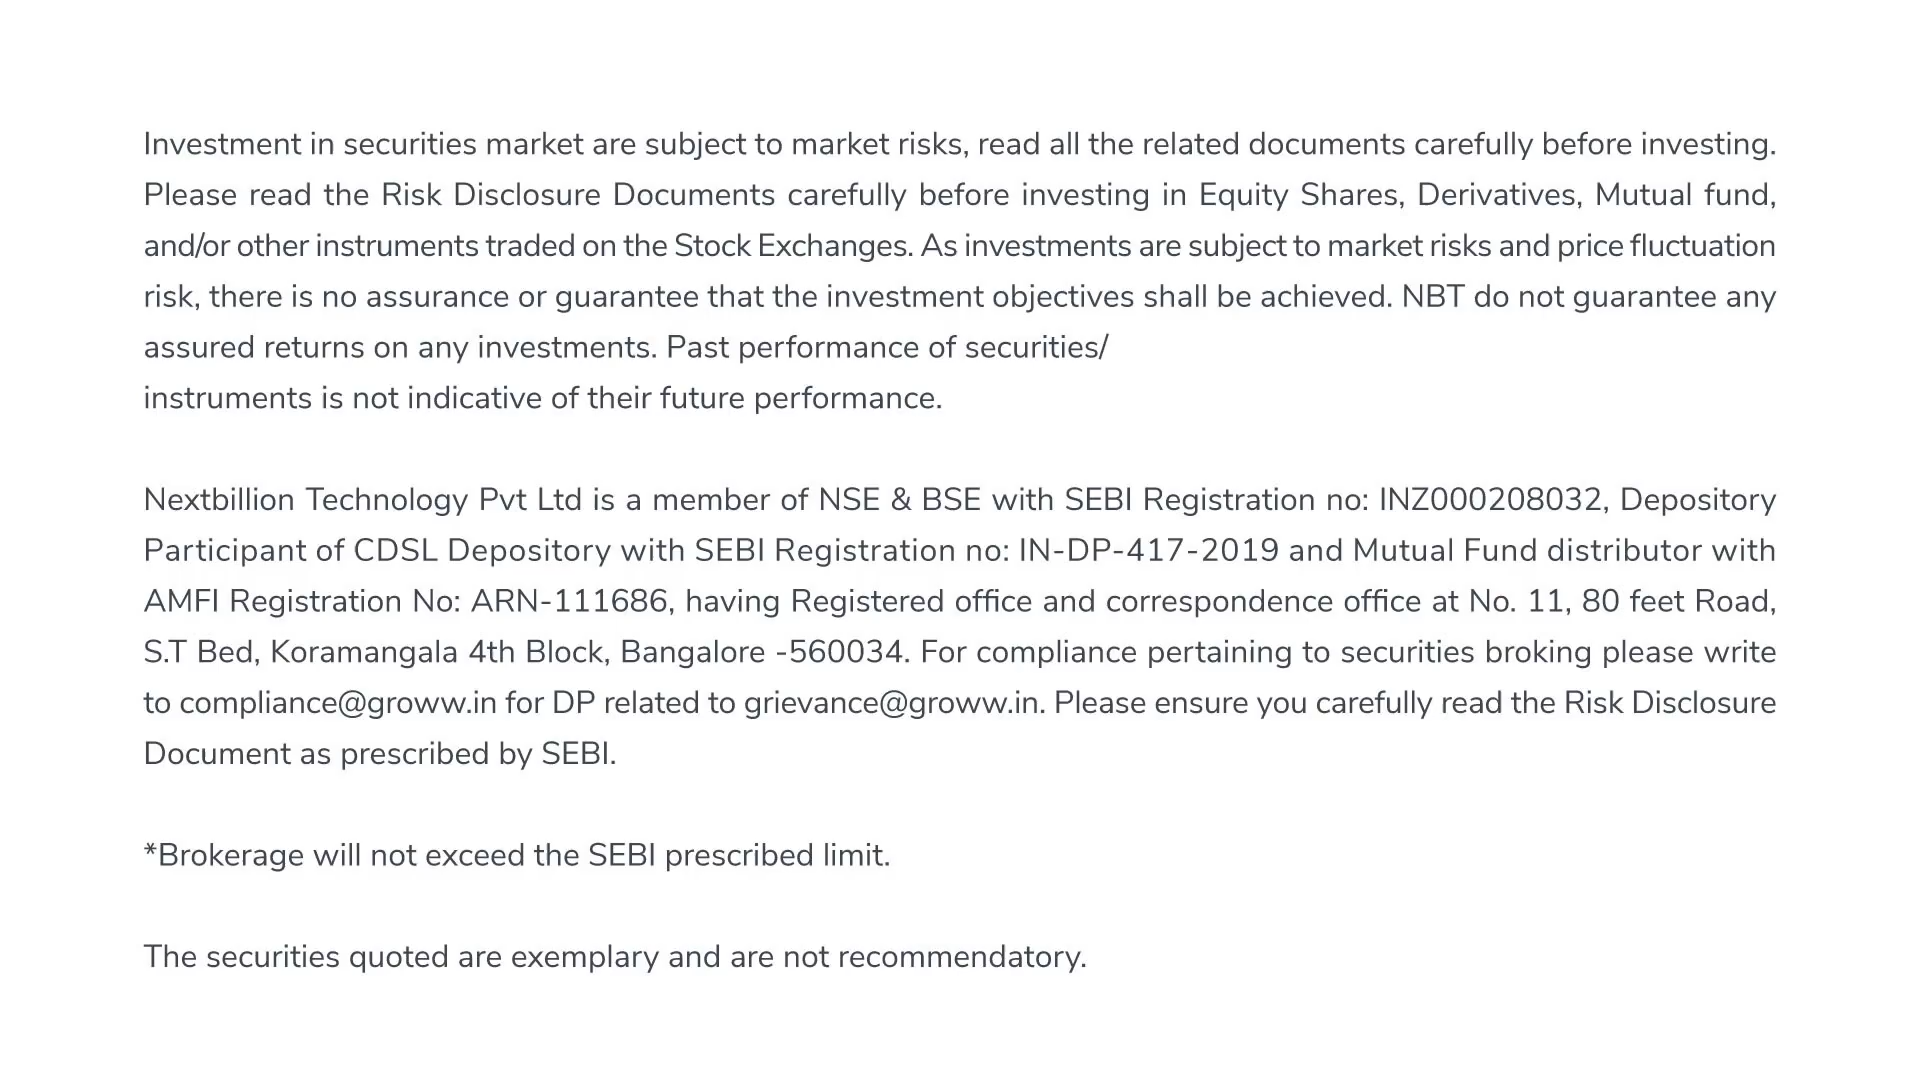 Investment in securities market are subject to market risks, read all the related documents carefully before investing.
Please read the Risk Disclosure Documents carefully before investing in Equity Shares, Derivatives, Mutual fund,
and/or other instruments traded on the Stock Exchanges. As investments are subject to market risks and price fluctuation
risk, there is no assurance or guarantee that the investment objectives shall be achieved. NBT do not guarantee any
assured returns on any investments. Past performance of securities/
instruments is not indicative of their future performance.
Nextbillion Technology Pvt Ltd is a member of NSE & BSE with SEBI Registration no: INZ000208032, Depository
Participant of CDSL Depository with SEBI Registration no: IN-DP-417-2019 and Mutual Fund distributor with
AMFI Registration No: ARN-111686, having Registered office and correspondence office at No. 11, 80 feet Road,
S.T Bed, Koramangala 4th Block, Bangalore -560034. For compliance pertaining to securities broking please write
to compliance@groww.in for DP related to grievance@groww.in. Please ensure you carefully read the Risk Disclosure
Document as prescribed by SEBI.
*Brokerage will not exceed the SEBI prescribed limit.
The securities quoted are exemplary and are not recommendatory.